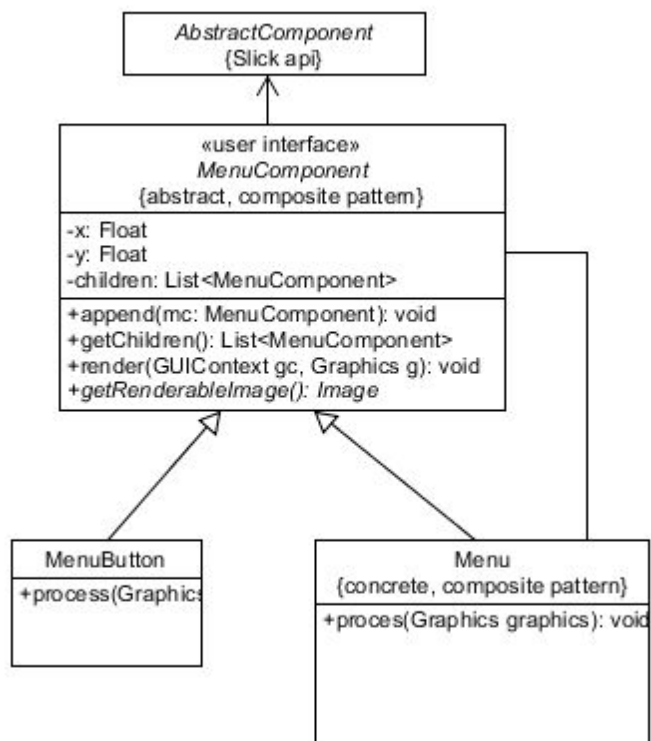 AbstractComponent
{Slick api}
«user interface»
MenuComponent
{abstract, composite pattern}
-x: Float
-y: Float
-children: List<MenuComponent>
+append(mc: MenuComponent): void
+getChildren(): List<MenuComponent>
+render(GUIContext gc, Graphics g): void
+getRenderableImage(): Image
MenuButton
+process(Graphics
Menu
{concrete, composite pattern}
+proces(Graphics graphics): void